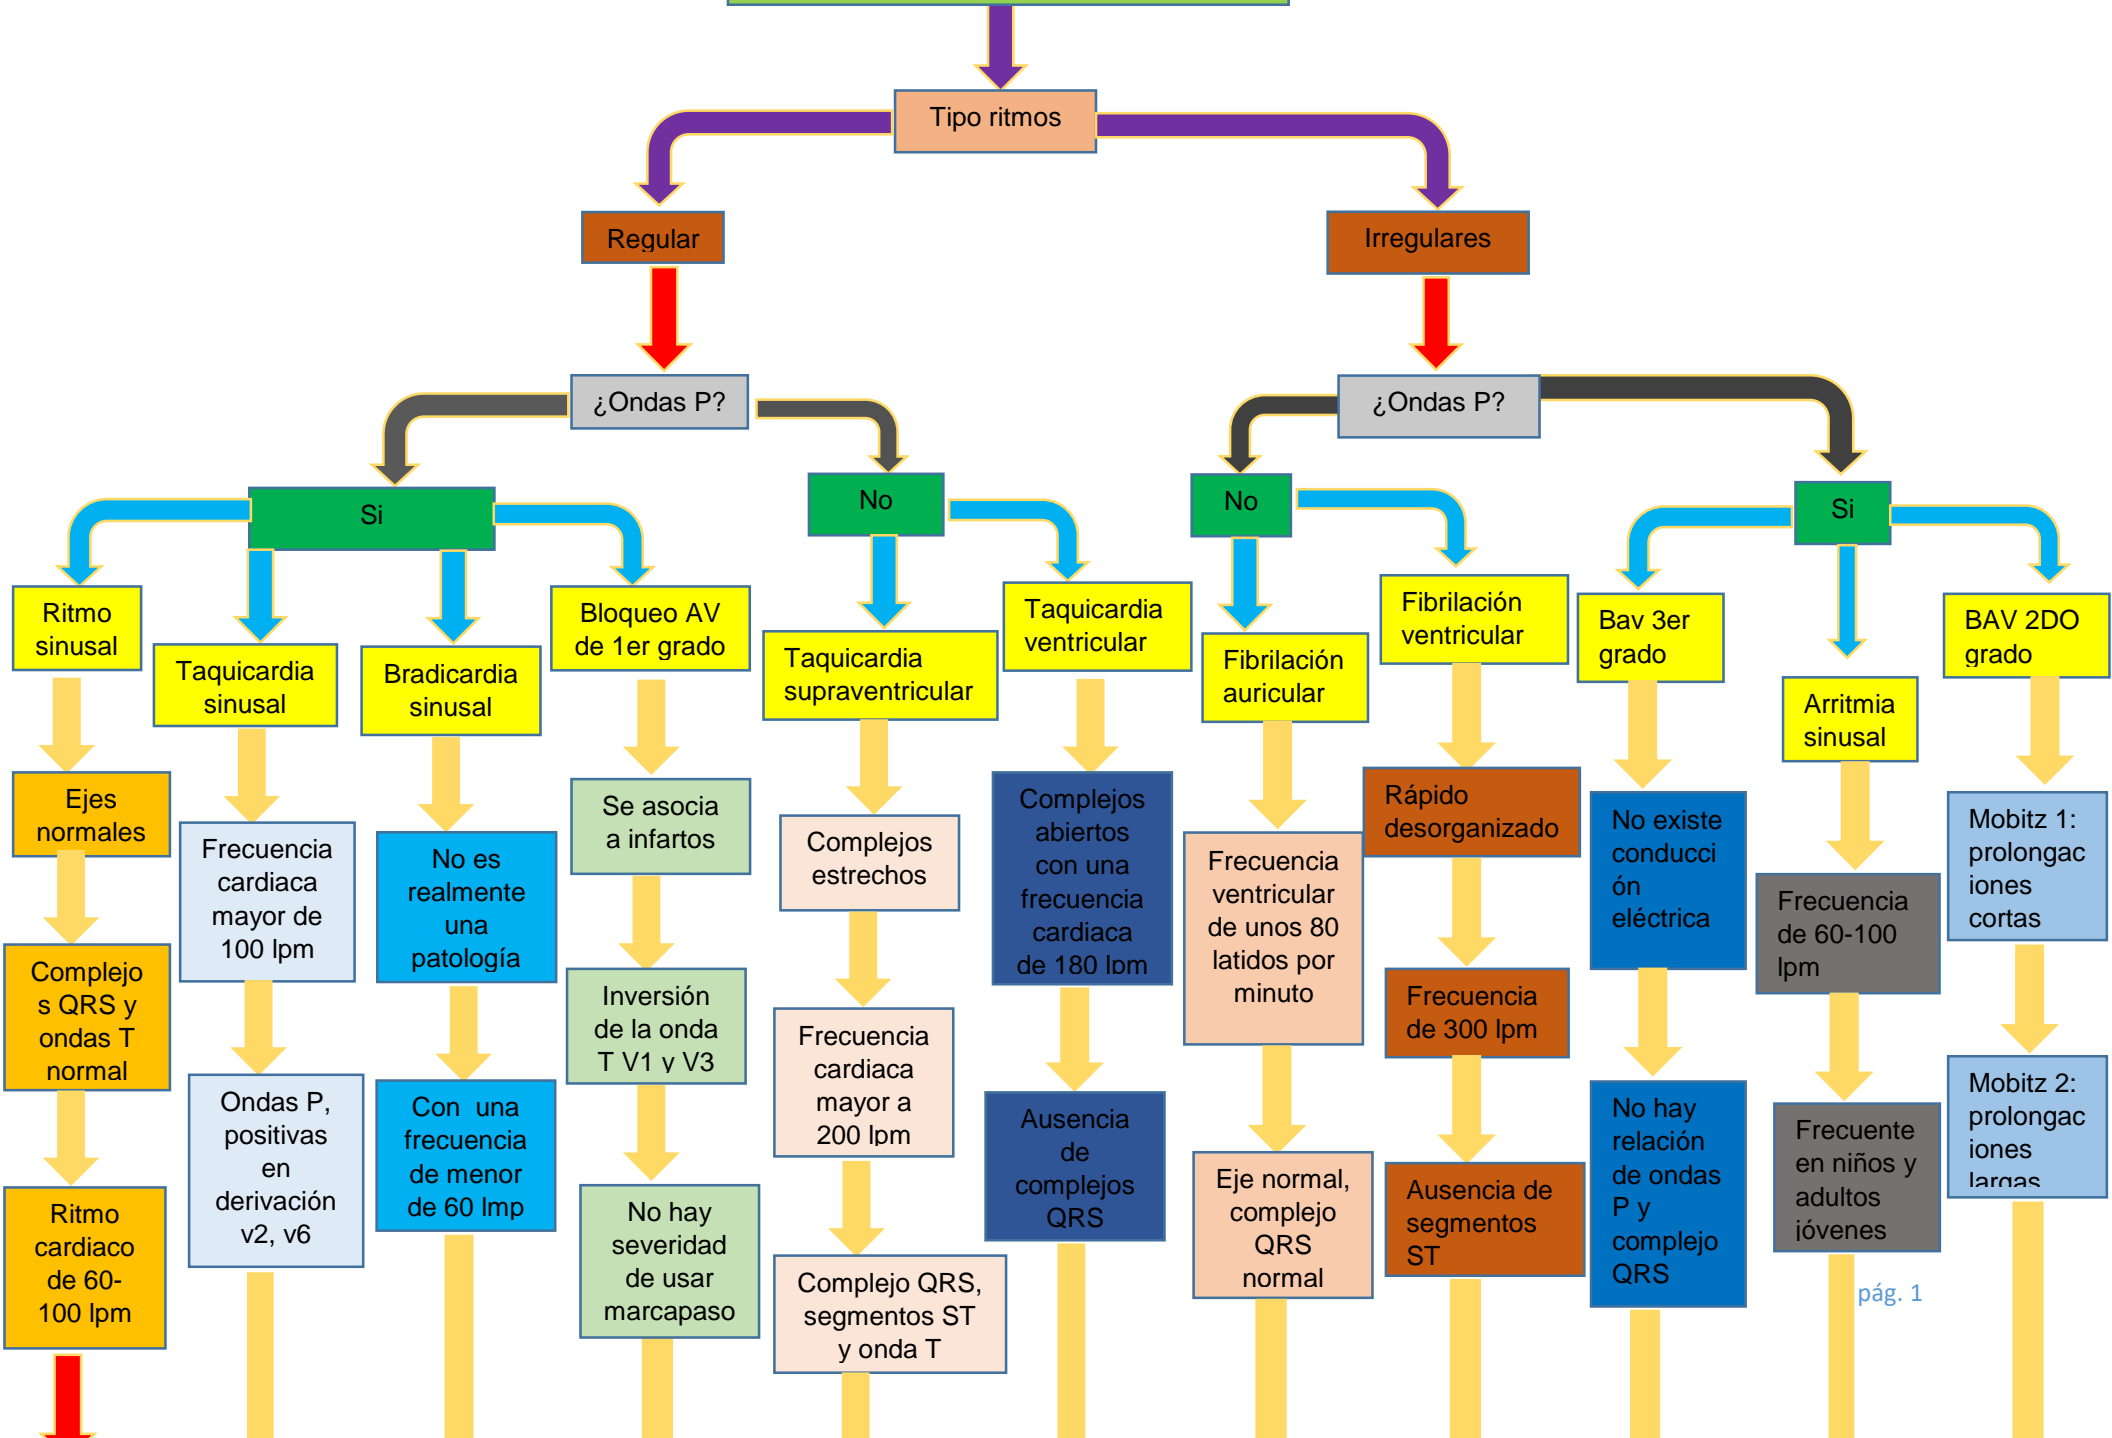 Tipo ritmos
Regular
Irregulares
¿Ondas P?
¿Ondas P?
Si
No
No
Si
Ritmo
sinusal
Taquicardia
sinusal
Bradicardia
sinusal
Bloqueo AV
de 1er grado
Taquicardia
supraventricular
Taquicardia
ventricular
Fibrilación
auricular
Fibrilación
ventricular
Bav 3er
grado
Arritmia
sinusal
BAV 2DO
grado
Ejes
normales
Complejo
s QRS y
ondas T
normal
Ritmo
cardiaco
de 60-
100 lpm
Frecuencia
cardiaca
mayor de
100 lpm
Ondas P,
positivas
en
derivación
v2, v6
No es
realmente
una
patología
Con  una
frecuencia
de menor
de 60 lmp
Se asocia
a infartos
Inversión
de la onda
T V1 y V3
No hay
severidad
de usar
marcapaso
Complejos
estrechos
Frecuencia
cardiaca
mayor a
200 lpm
Complejo QRS,
segmentos ST
y onda T
Complejos
abiertos
con una
frecuencia
cardiaca
de 180 lpm
Ausencia
de
complejos
QRS
Frecuencia
ventricular
de unos 80
latidos por
minuto
Eje normal,
complejo
QRS
normal
Rápido
desorganizado
Frecuencia
de 300 lpm
Ausencia de
segmentos
ST
No existe
conducci
ón
eléctrica
No hay
relación
de ondas
P y
complejo
QRS
Frecuencia
de 60-100
lpm
Frecuente
en niños y
adultos
jóvenes
Mobitz 1:
prolongac
iones
cortas
Mobitz 2:
prolongac
iones
largas
pág. 1